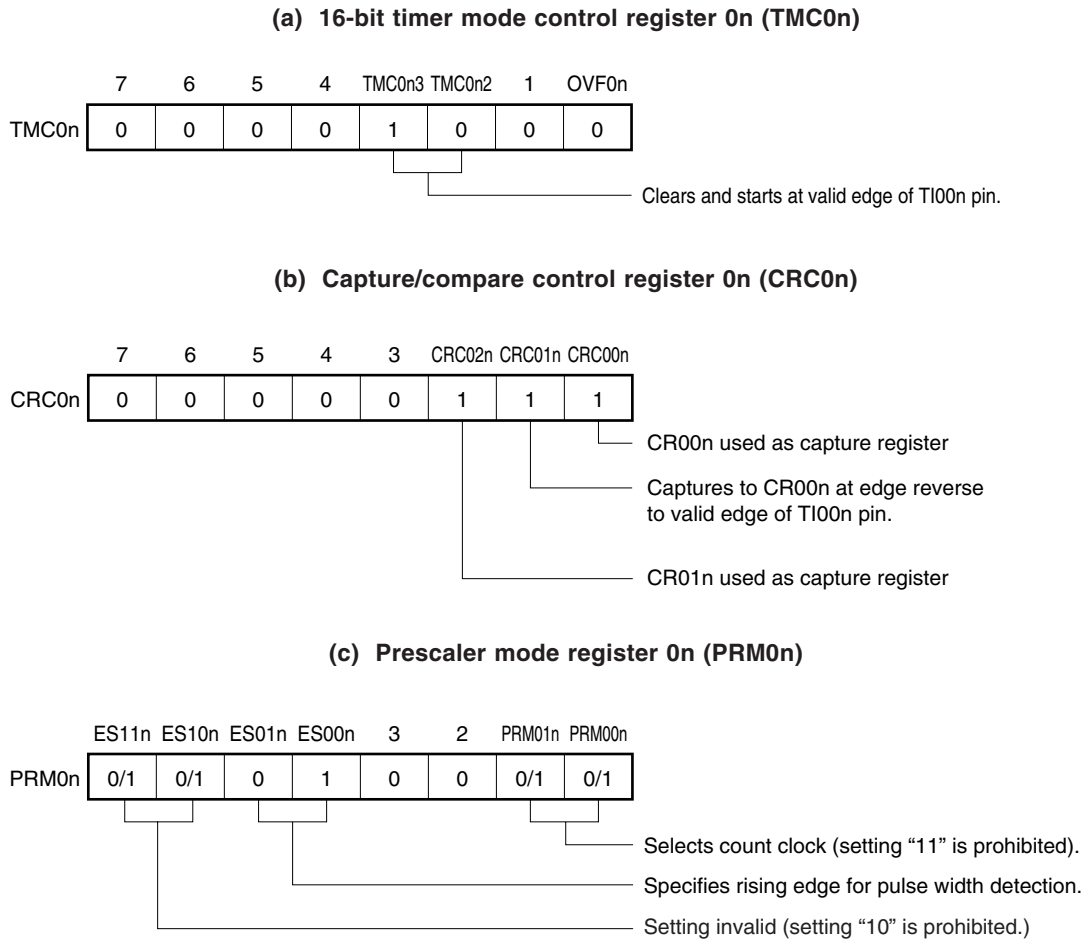 (a) 16-bit timer mode control register 0n (TMC0n)
7 6 5 4 TMC0n3 TMC0n2 1 OVF0n
TMC0n 0 0 0 0 1 0 0 0
Clears and starts at valid edge of TI00n pin.
(b) Capture/compare control register 0n (CRC0n)
7 6 5 4 3 CRC02n CRC01n CRC00n
CRC0n 0 0 0 0 0 1 1 1
CR00n used as capture register
Captures to CR00n at edge reverse
to valid edge of TI00n pin.
CR01n used as capture register
(c) Prescaler mode register 0n (PRM0n)
ES11n ES10n ES01n ES00n 3 2 PRM01n PRM00n
PRM0n 0/1 0/1 0 1 0 0 0/1 0/1
Selects count clock (setting “11” is prohibited).
Specifies rising edge for pulse width detection.
Setting invalid (setting “10” is prohibited.)